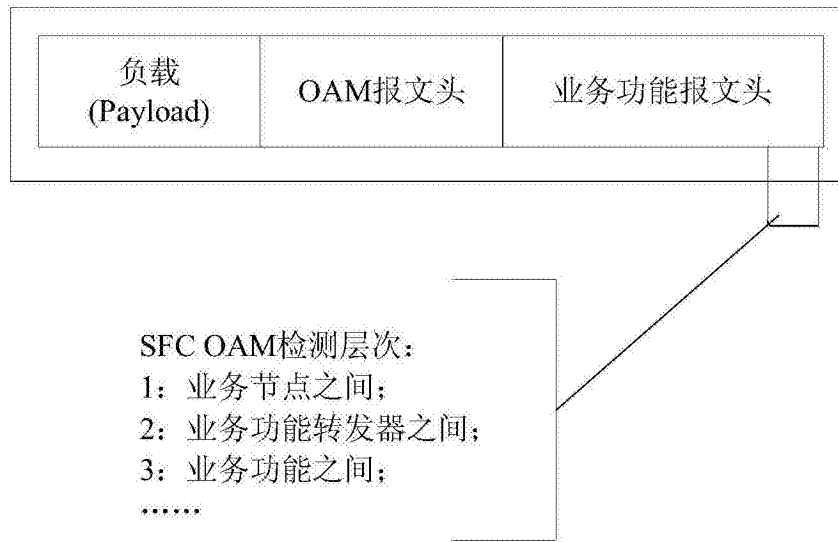 负载
(Payload)
OAM报文头
业务功能报文头
SFC OAM检测层次：
1：业务节点之间；
2：业务功能转发器之间；
3：业务功能之间；
……